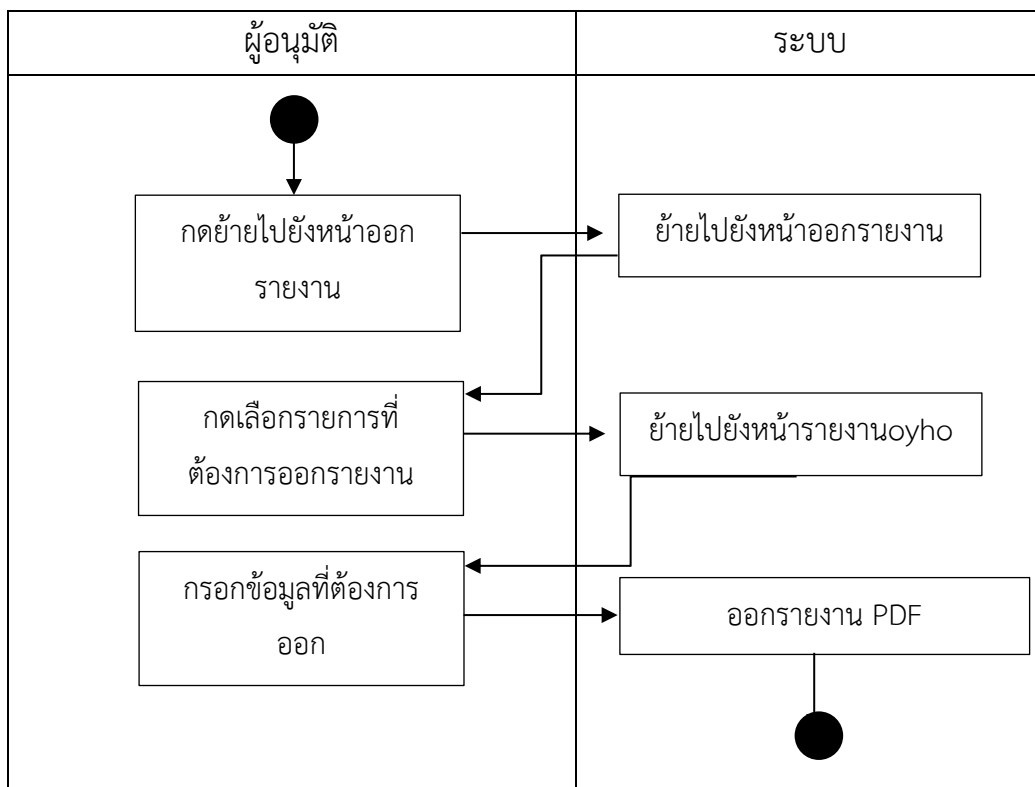 ผู้อนุมัติ
ระบบ
กดย้ายไปยังหน้าออก
รายงาน
ย้ายไปยังหน้าออกรายงาน
กดเลือกรายการที่
ต้องการออกรายงาน
ย้ายไปยังหน้ารายงานoyho
กรอกข้อมูลที่ต้องการ
ออก
ออกรายงาน PDF